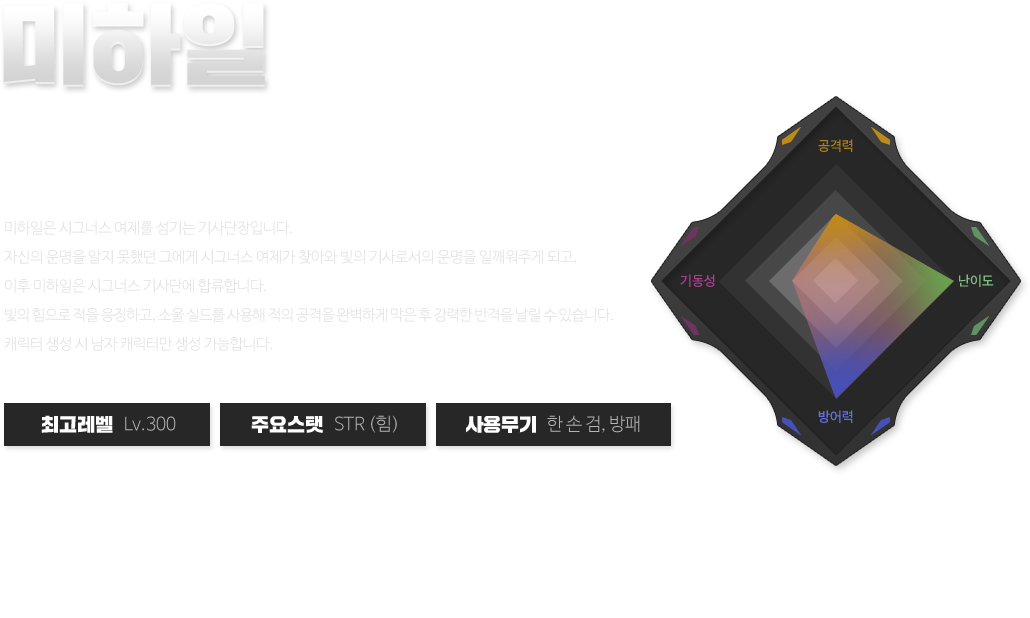 미하일
미하일은 시그너스 여제를 섬기는 기사단장입니다.
자신의 운명을 알지 못했던 그에게 시그너스 여제가 찾아와 빛의 기사로서의 운명을 일깨워주게 되고,
이후 미하일은 시그너스 기사단에 합류합니다.
빛의 힘으로 적을 응징하고, 소울 실드를 사용해 적의 공격을 완벽하게 막은 후 강력한 반격을 날릴 수 있습니다.
캐릭터 생성 시 남자 캐릭터만 생성 가능합니다.
최고레벨 Lv.300
주요스탯 STR (힘)
사용무기 한 손 검, 방패
공격력
기동성
난이도
방어력